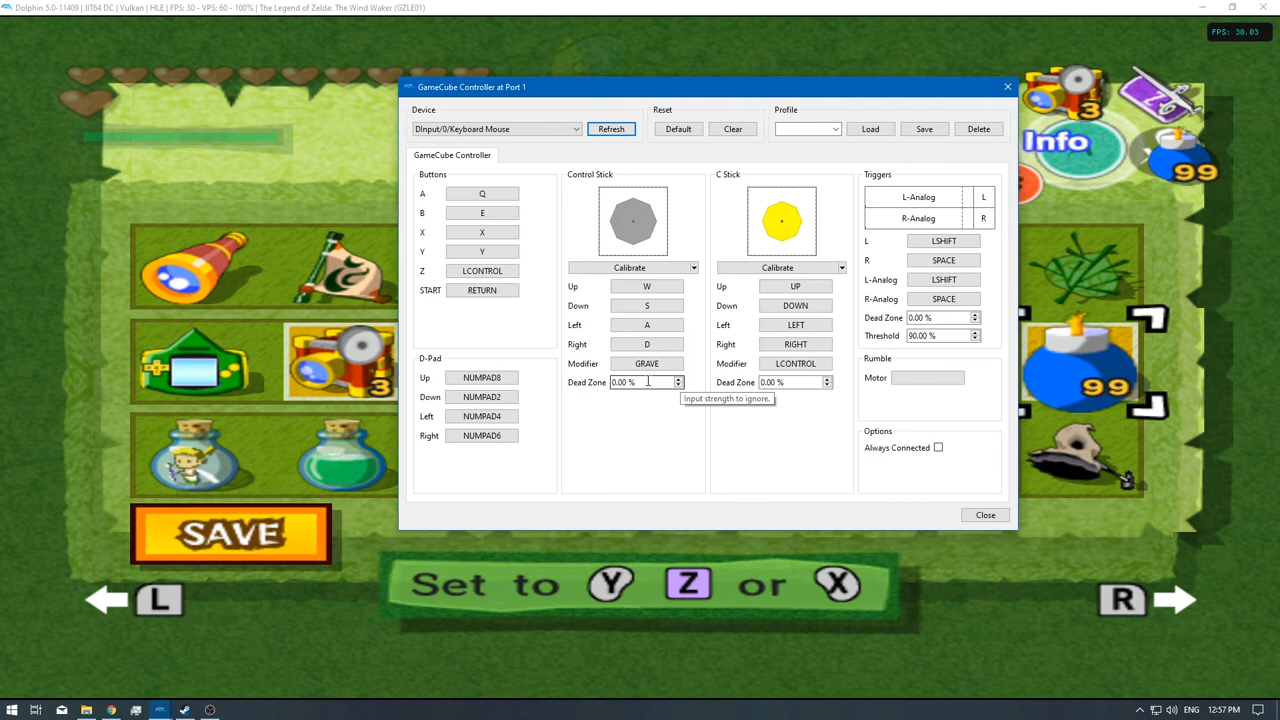 Dolphin 5.0-11409 | JIT64 DC | Vulkan | HLE | FPS: 30 - VPS: 60 - 100% | The Legend of Zelda: The Wind Waker (GZLE01)
FPS: 30.03
GameCube Controller at Port 1
Device
DInput/0/Keyboard Mouse
Refresh
Reset
Default
Clear
Profile
Load
Save
Delete
GameCube Controller
Buttons
A Q
B E
X X
Y Y
Z LCONTROL
START RETURN
D-Pad
Up NUMPAD8
Down NUMPAD2
Left NUMPAD4
Right NUMPAD6
Control Stick
Calibrate
Up W
Down S
Left A
Right D
Modifier GRAVE
Dead Zone 0.00 %
Input strength to ignore.
C Stick
Calibrate
Up UP
Down DOWN
Left LEFT
Right RIGHT
Modifier LCONTROL
Dead Zone 0.00 %
Triggers
L-Analog L
R-Analog R
L LSHIFT
R SPACE
L-Analog LSHIFT
R-Analog SPACE
Dead Zone 0.00 %
Threshold 90.00 %
Rumble
Motor
Options
Always Connected
Close
3
Info
99
3
99
SAVE
Set to Y Z or X
L
R
12:57 PM